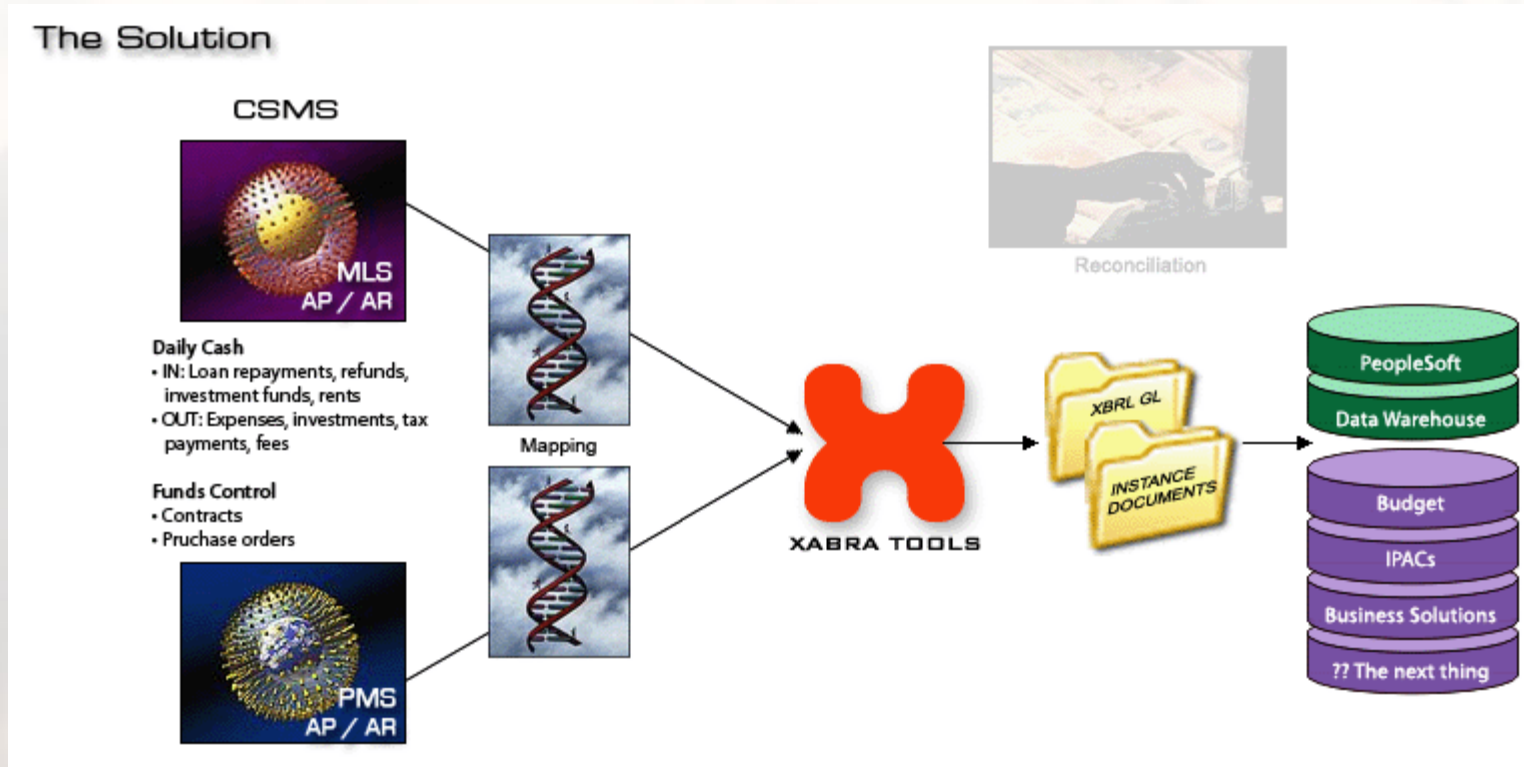 The Solution
CSMS
MLS
AP / AR
Daily Cash
• IN: Loan repayments, refunds,
investment funds, rents
• OUT: Expenses, investments, tax
payments, fees
Funds Control
• Contracts
• Pruchase orders
PMS
AP / AR
Mapping
XABRA TOOLS
XBRL GL
INSTANCE
DOCUMENTS
Reconciliation
PeopleSoft
Data Warehouse
Budget
IPACs
Business Solutions
?? The next thing